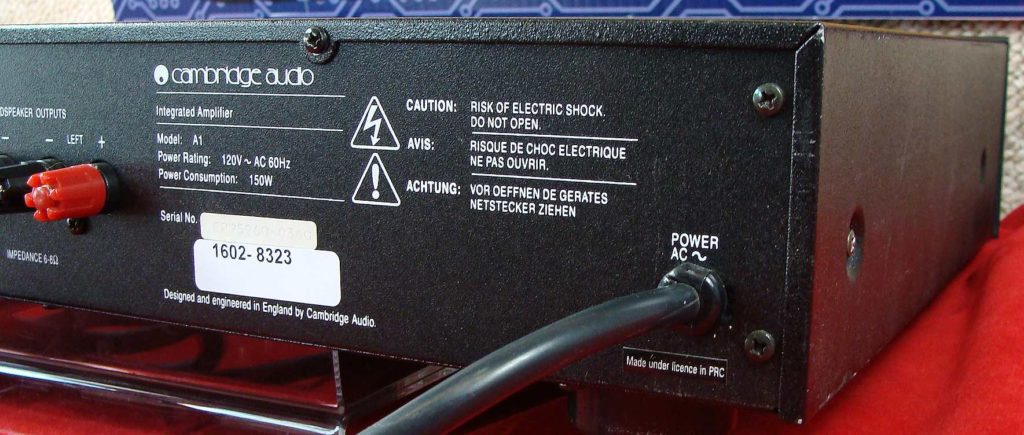 cambridge audio
Integrated Amplifier
Model: A1
Power Rating: 120V ~ AC 60Hz
Power Consumption: 150W
Serial No.
1602-8323
Designed and engineered in England by Cambridge Audio.
CAUTION: RISK OF ELECTRIC SHOCK.
DO NOT OPEN.
AVIS: RISQUE DE CHOC ELECTRIQUE
NE PAS OUVRIR.
ACHTUNG: VOR OEFFNEN DE GERATES
NETSTECKER ZIEHEN
OUTPUTS
– – LEFT +
IMPEDANCE 6-8Ω
POWER
AC ~
Made under licence in PRC